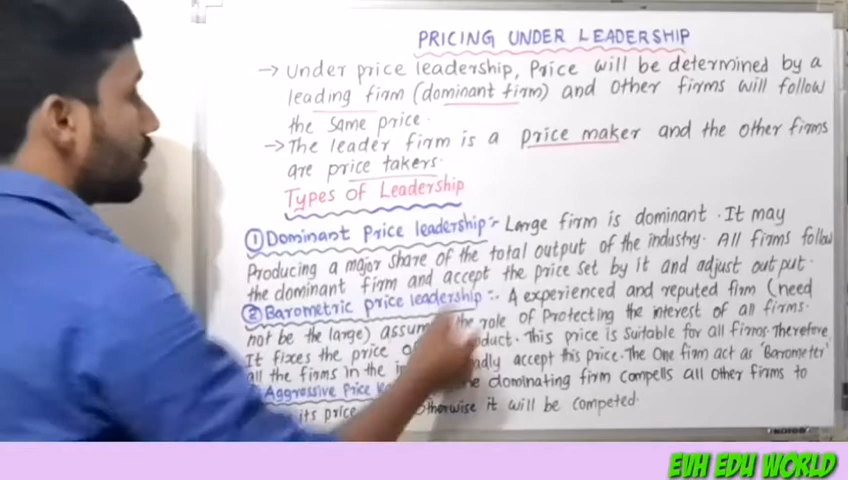 PRICING UNDER LEADERSHIP
→ Under price leadership, Price will be determined by a
leading firm (dominant firm) and other firms will follow
the same price.
→ The leader firm is a price maker and the other firms
are price takers.
Types of Leadership
① Dominant Price leadership :- Large firm is dominant. It may
Producing a major share of the total output of the industry. All firms follow
the dominant firm and accept the price set by it and adjust output.
② Barometric price leadership :- A experienced and reputed firm (need
not be the large) the role of Protecting the interest of all firms.
It fixes the price This price is suitable for all firms. Therefore
all the firms in the accept this price. The One firm act as 'Barometer'
Aggressive Price dominating firm compells all other firms to
its price otherwise it will be competed.
EVH EDU WORLD